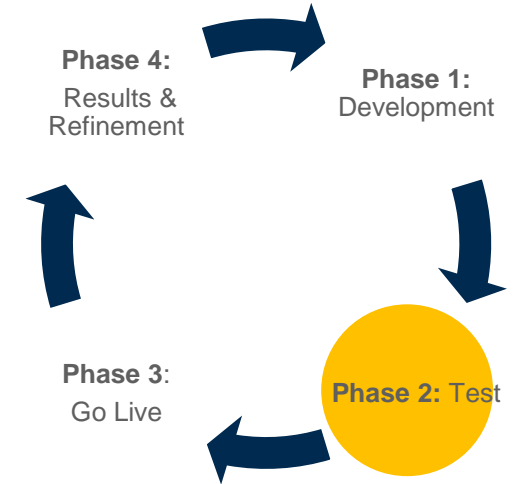 Phase 4:
Results &
Refinement
Phase 1:
Development
Phase 2: Test
Phase 3:
Go Live